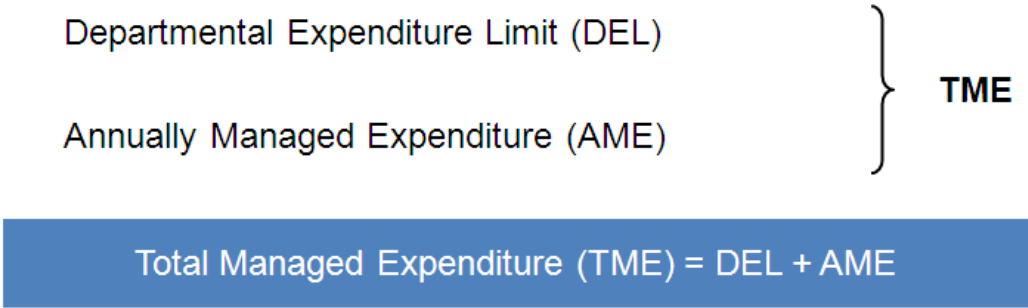 Departmental Expenditure Limit (DEL)
TME
Annually Managed Expenditure (AME)
Total Managed Expenditure (TME) = DEL + AME